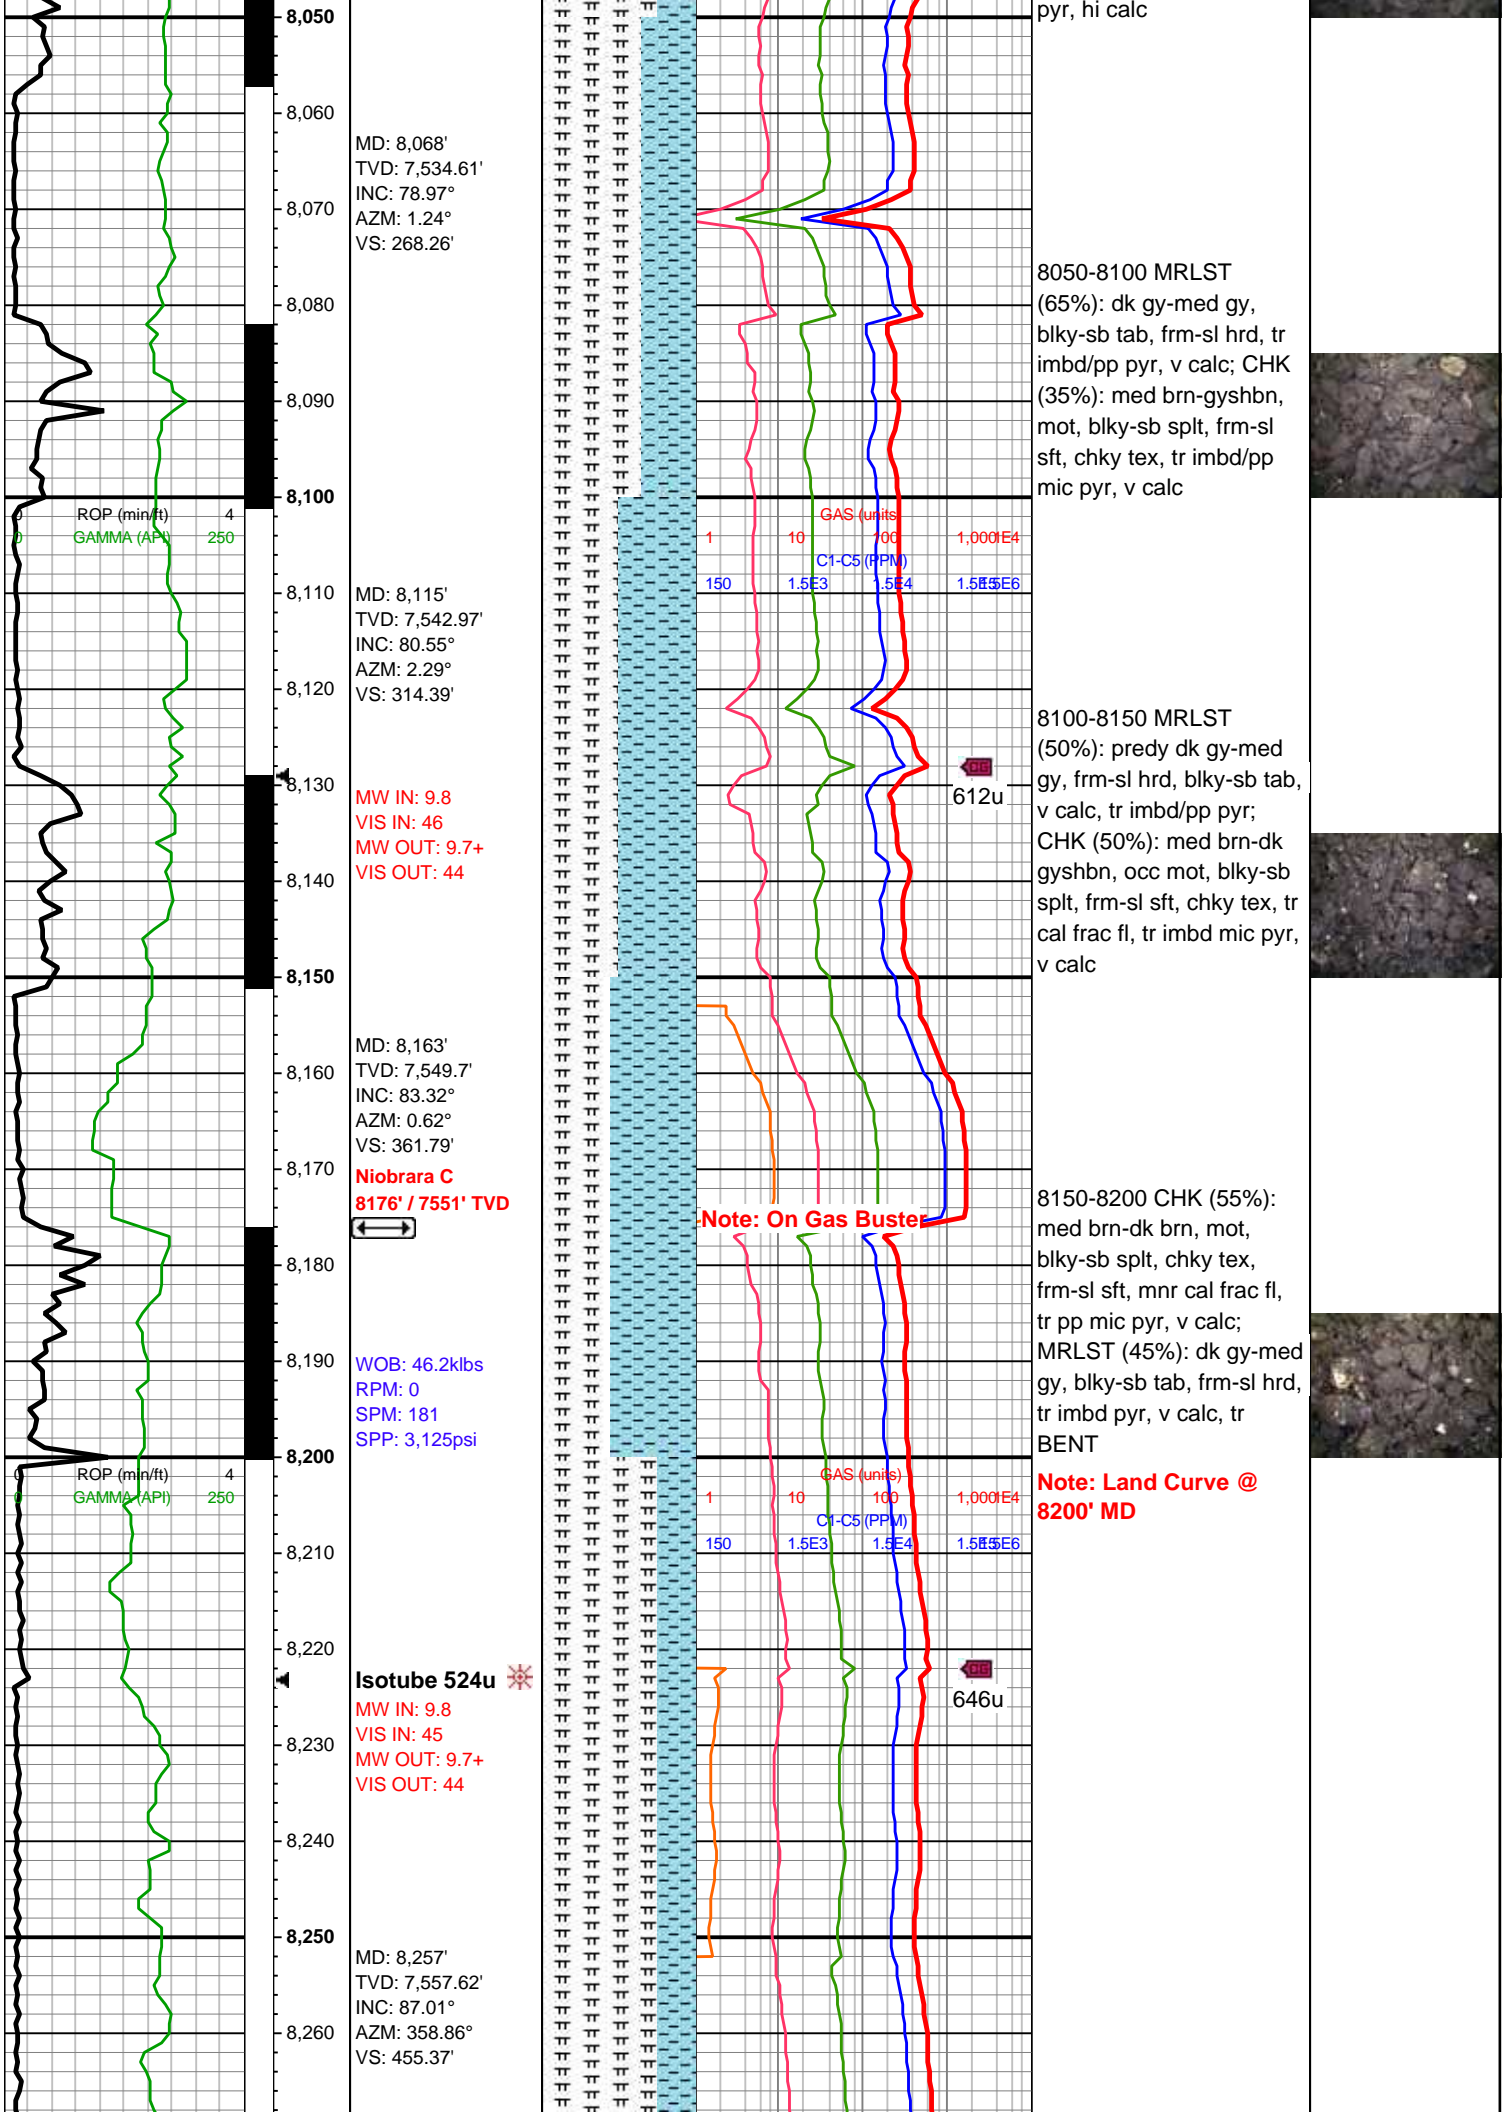 pyr, hi calc
8,050
8,060
MD: 8,068'
TVD: 7,534.61'
INC: 78.97°
AZM: 1.24°
VS: 268.26'
8,070
8,080
8,090
8,100
8050-8100 MRLST
(65%): dk gy-med gy,
blky-sb tab, frm-sl hrd, tr
imbd/pp pyr, v calc; CHK
(35%): med brn-gyshbn,
mot, blky-sb splt, frm-sl
sft, chky tex, tr imbd/pp
mic pyr, v calc
0 ROP (min/ft) 4
0 GAMMA (API) 250
GAS (units)
1 10 100 1,000 1E4
C1-C5 (PPM)
150 1.5E3 1.5E4 1.5E5 1.5E6
8,110
MD: 8,115'
TVD: 7,542.97'
INC: 80.55°
AZM: 2.29°
VS: 314.39'
8,120
8,130
CG
612u
MW IN: 9.8
VIS IN: 46
MW OUT: 9.7+
VIS OUT: 44
8,140
8,150
8100-8150 MRLST
(50%): predy dk gy-med
gy, frm-sl hrd, blky-sb tab,
v calc, tr imbd/pp pyr;
CHK (50%): med brn-dk
gyshbn, occ mot, blky-sb
splt, frm-sl sft, chky tex, tr
cal frac fl, tr imbd mic pyr,
v calc
MD: 8,163'
TVD: 7,549.7'
INC: 83.32°
AZM: 0.62°
VS: 361.79'
8,160
8,170
Niobrara C
8176' / 7551' TVD
Note: On Gas Buster
8,180
8,190
WOB: 46.2klbs
RPM: 0
SPM: 181
SPP: 3,125psi
8,200
8150-8200 CHK (55%):
med brn-dk brn, mot,
blky-sb splt, chky tex,
frm-sl sft, mnr cal frac fl,
tr pp mic pyr, v calc;
MRLST (45%): dk gy-med
gy, blky-sb tab, frm-sl hrd,
tr imbd pyr, v calc, tr
BENT
Note: Land Curve @
8200' MD
0 ROP (min/ft) 4
0 GAMMA (API) 250
GAS (units)
1 10 100 1,000 1E4
C1-C5 (PPM)
150 1.5E3 1.5E4 1.5E5 1.5E6
8,210
8,220
Isotube 524u
CG
646u
MW IN: 9.8
VIS IN: 45
MW OUT: 9.7+
VIS OUT: 44
8,230
8,240
8,250
MD: 8,257'
TVD: 7,557.62'
INC: 87.01°
AZM: 358.86°
VS: 455.37'
8,260